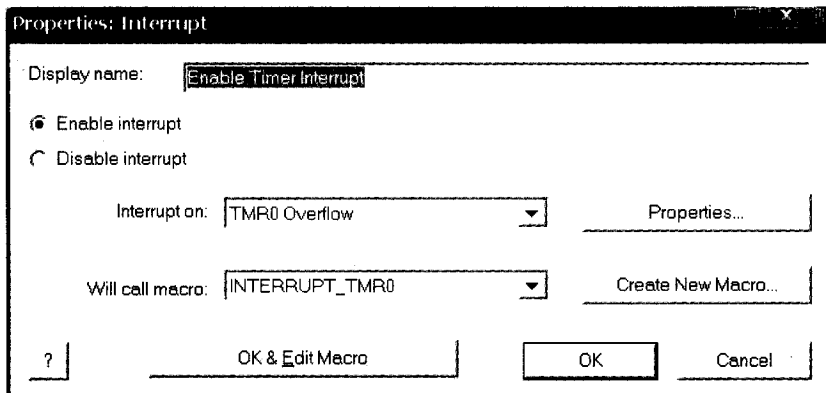 Properties: Interrupt
X
Display name: Enable Timer Interrupt
Enable interrupt
Disable interrupt
Interrupt on: TMR0 Overflow Properties...
Will call macro: INTERRUPT_TMR0 Create New Macro...
? OK & Edit Macro OK Cancel